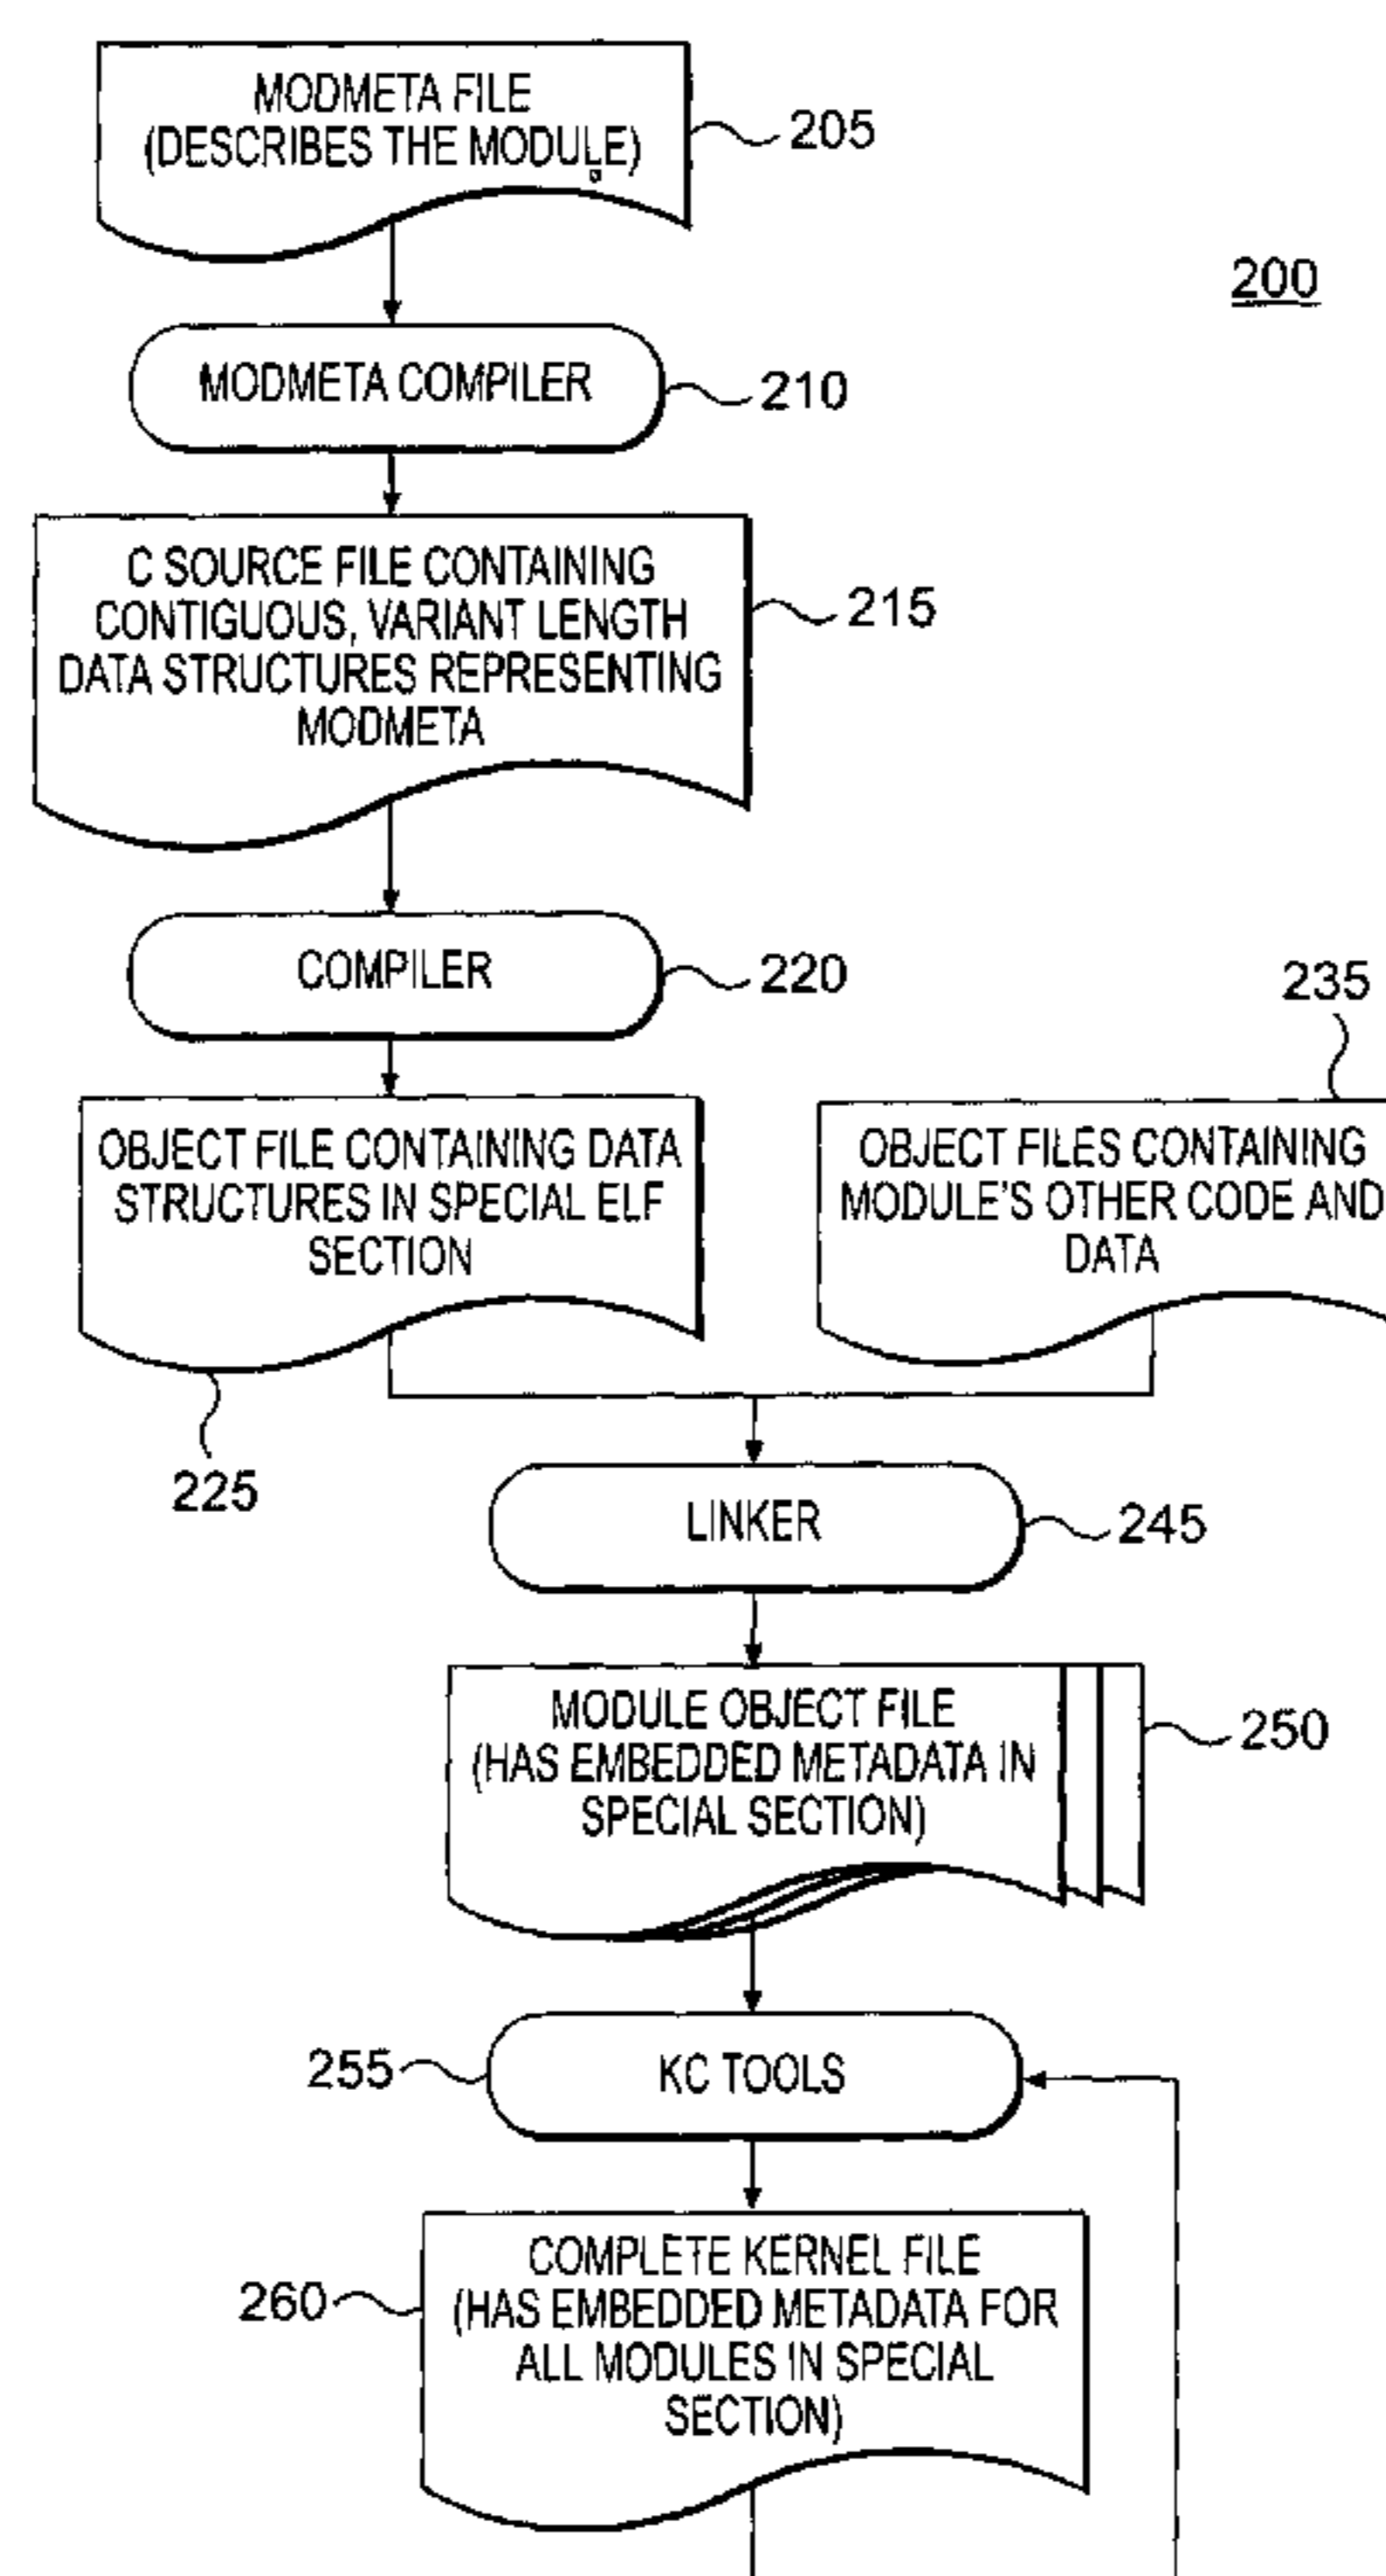 MODMETA FILE
(DESCRIBES THE MODULE)
205
200
MODMETA COMPILER
210
C SOURCE FILE CONTAINING
CONTIGUOUS, VARIANT LENGTH
DATA STRUCTURES REPRESENTING
MODMETA
215
COMPILER
220
235
OBJECT FILE CONTAINING DATA
STRUCTURES IN SPECIAL ELF
SECTION
225
OBJECT FILES CONTAINING
MODULE'S OTHER CODE AND
DATA
LINKER
245
MODULE OBJECT FILE
(HAS EMBEDDED METADATA IN
SPECIAL SECTION)
250
255
KC TOOLS
260
COMPLETE KERNEL FILE
(HAS EMBEDDED METADATA FOR
ALL MODULES IN SPECIAL
SECTION)